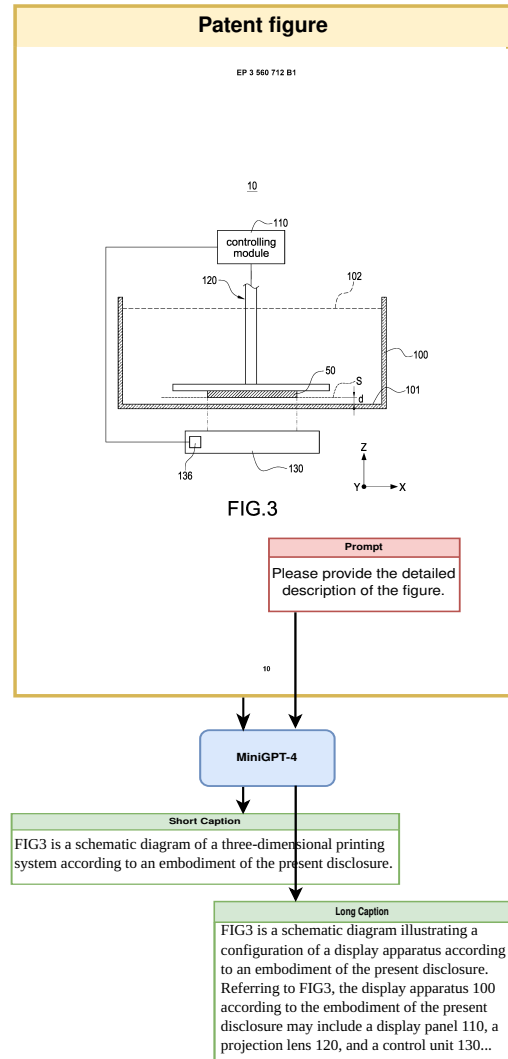 Patent figure
EP 3 560 712 B1
10
110
controlling
module
120
102
100
50
S
101
d
136
130
Z
Y
X
FIG.3
Prompt
Please provide the detailed
description of the figure.
10
MiniGPT-4
Short Caption
FIG3 is a schematic diagram of a three-dimensional printing
system according to an embodiment of the present disclosure.
Long Caption
FIG3 is a schematic diagram illustrating a
configuration of a display apparatus according
to an embodiment of the present disclosure.
Referring to FIG3, the display apparatus 100
according to the embodiment of the present
disclosure may include a display panel 110, a
projection lens 120, and a control unit 130...